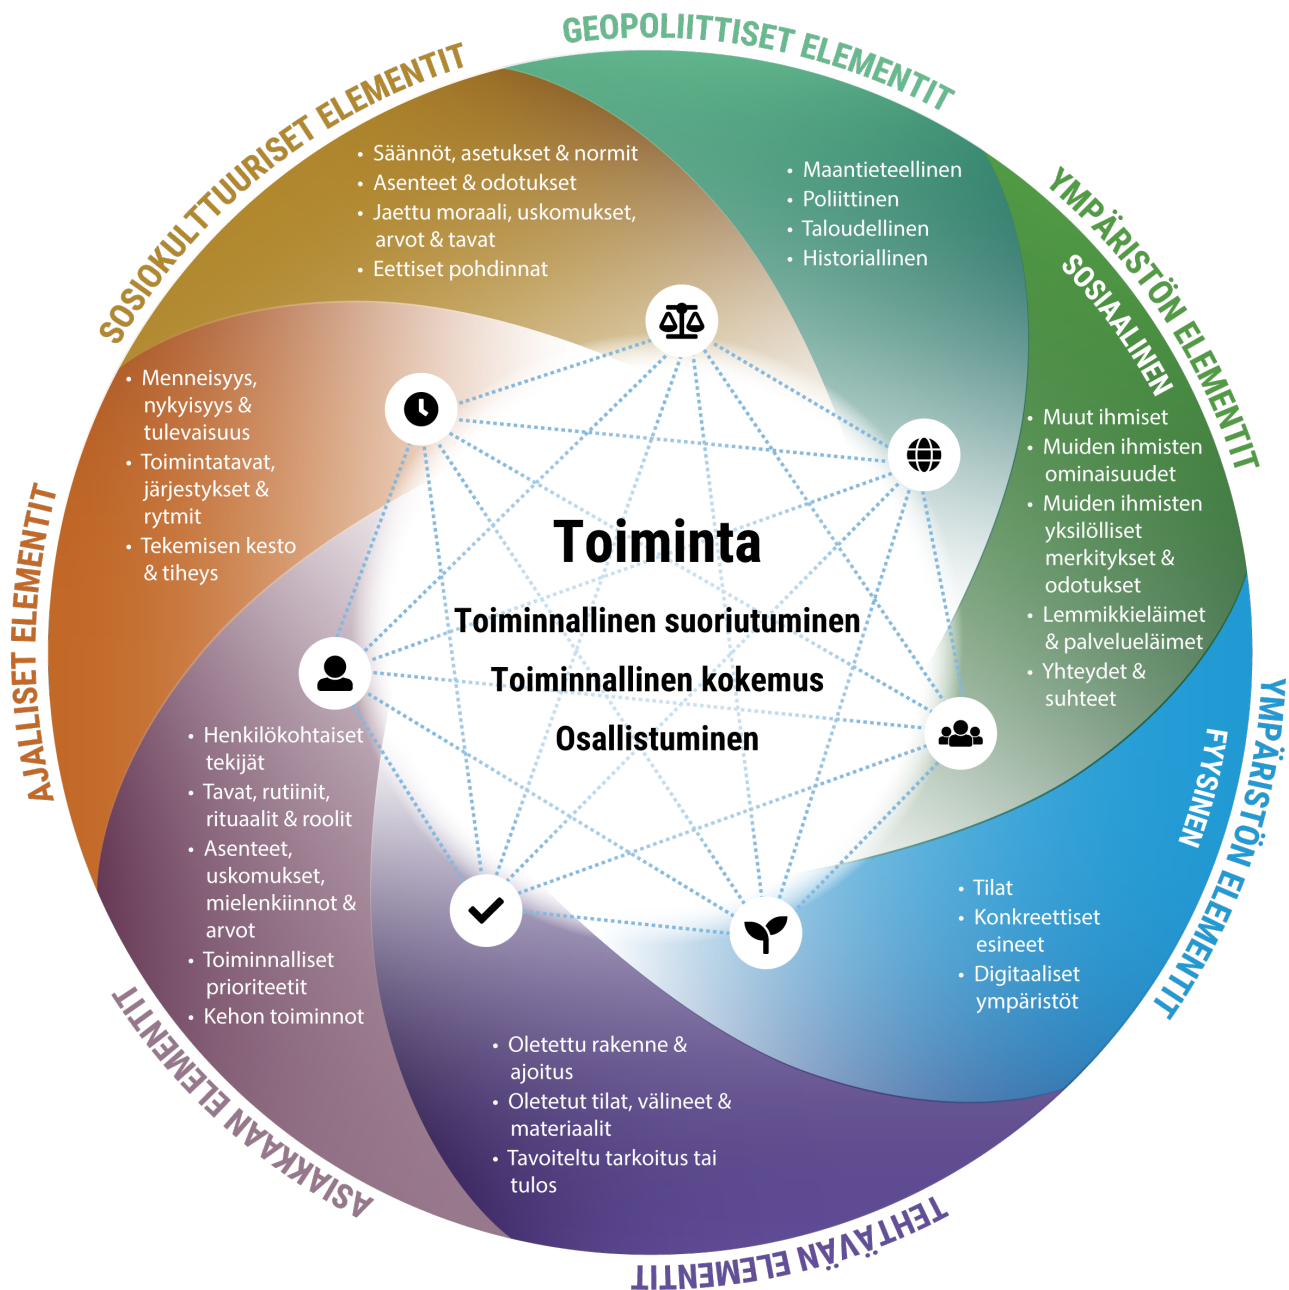 GEOPOLIITTISET ELEMENTIT
• Maantieteellinen
• Poliittinen
• Taloudellinen
• Historiallinen
YMPÄRISTÖN ELEMENTIT
SOSIAALINEN
• Muut ihmiset
• Muiden ihmisten
ominaisuudet
• Muiden ihmisten
yksilölliset
merkitykset &
odotukset
• Lemmikkieläimet
& palvelueläimet
• Yhteydet &
suhteet
YMPÄRISTÖN ELEMENTIT
FYYSINEN
• Tilat
• Konkreettiset
esineet
• Digitaaliset
ympäristöt
TEHTÄVÄN ELEMENTIT
• Oletettu rakenne &
ajoitus
• Oletetut tilat, välineet &
materiaalit
• Tavoiteltu tarkoitus tai
tulos
ASIAKKAAN ELEMENTIT
• Henkilökohtaiset
tekijät
• Tavat, rutiinit,
rituaalit & roolit
• Asenteet,
uskomukset,
mielenkiinnot &
arvot
• Toiminnalliset
prioriteetit
• Kehon toiminnot
AJALLISET ELEMENTIT
• Menneisyys,
nykyisyys &
tulevaisuus
• Toimintatavat,
järjestykset &
rytmit
• Tekemisen kesto
& tiheys
SOSIOKULTTUURISET ELEMENTIT
• Säännöt, asetukset & normit
• Asenteet & odotukset
• Jaettu moraali, uskomukset,
arvot & tavat
• Eettiset pohdinnat
Toiminta
Toiminnallinen suoriutuminen
Toiminnallinen kokemus
Osallistuminen